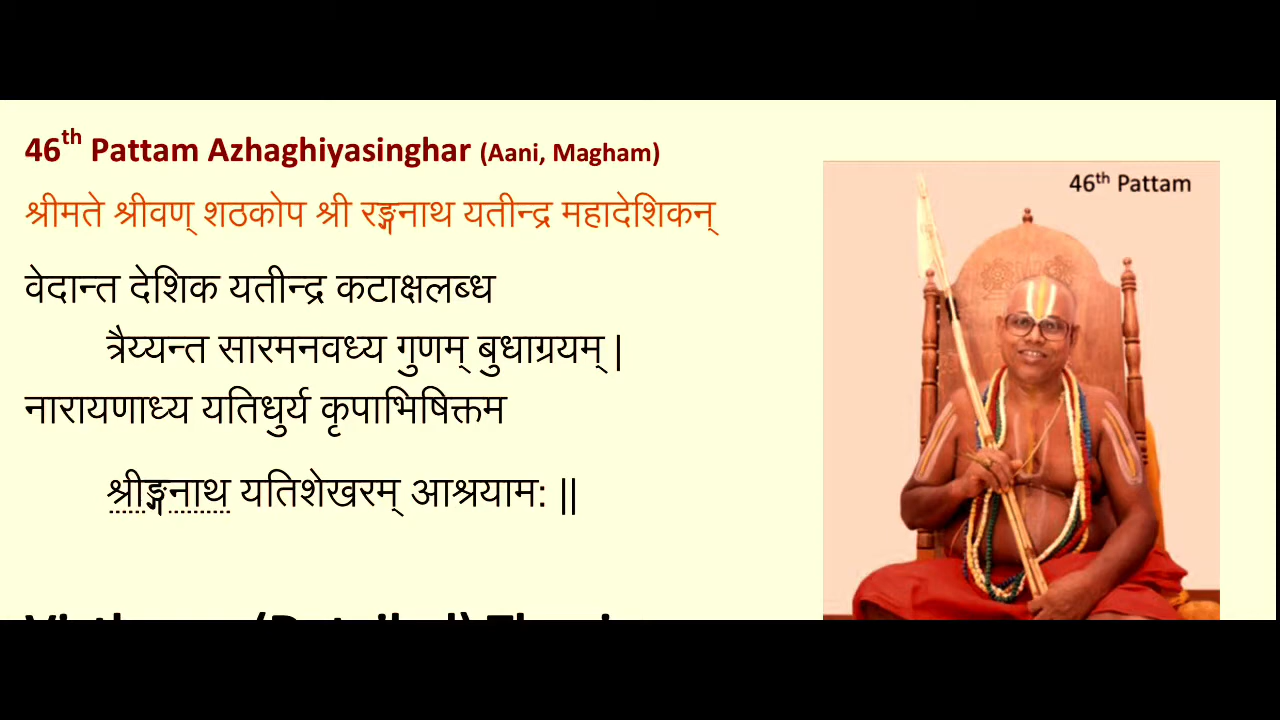 46th Pattam Azhaghiyasinghar (Aani, Magham)
श्रीमते श्रीवण् शठकोप श्री रङ्गनाथ यतीन्द्र महादेशिकन्
वेदान्त देशिक यतीन्द्र कटाक्षलब्ध
त्रैय्यन्त सारमनवध्य गुणम् बुधाग्रयम् |
नारायणाध्य यतिधुर्य कृपाभिषिक्तम
श्रीङ्गनाथ यतिशेखरम् आश्रयाम: ||
46th Pattam